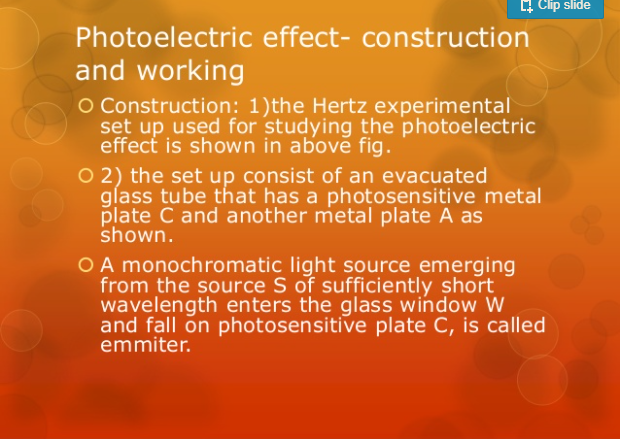 Clip slide
Photoelectric effect- construction
and working
Construction: 1)the Hertz experimental
set up used for studying the photoelectric
effect is shown in above fig.
2) the set up consist of an evacuated
glass tube that has a photosensitive metal
plate C and another metal plate A as
shown.
A monochromatic light source emerging
from the source S of sufficiently short
wavelength enters the glass window W
and fall on photosensitive plate C, is called
emmiter.